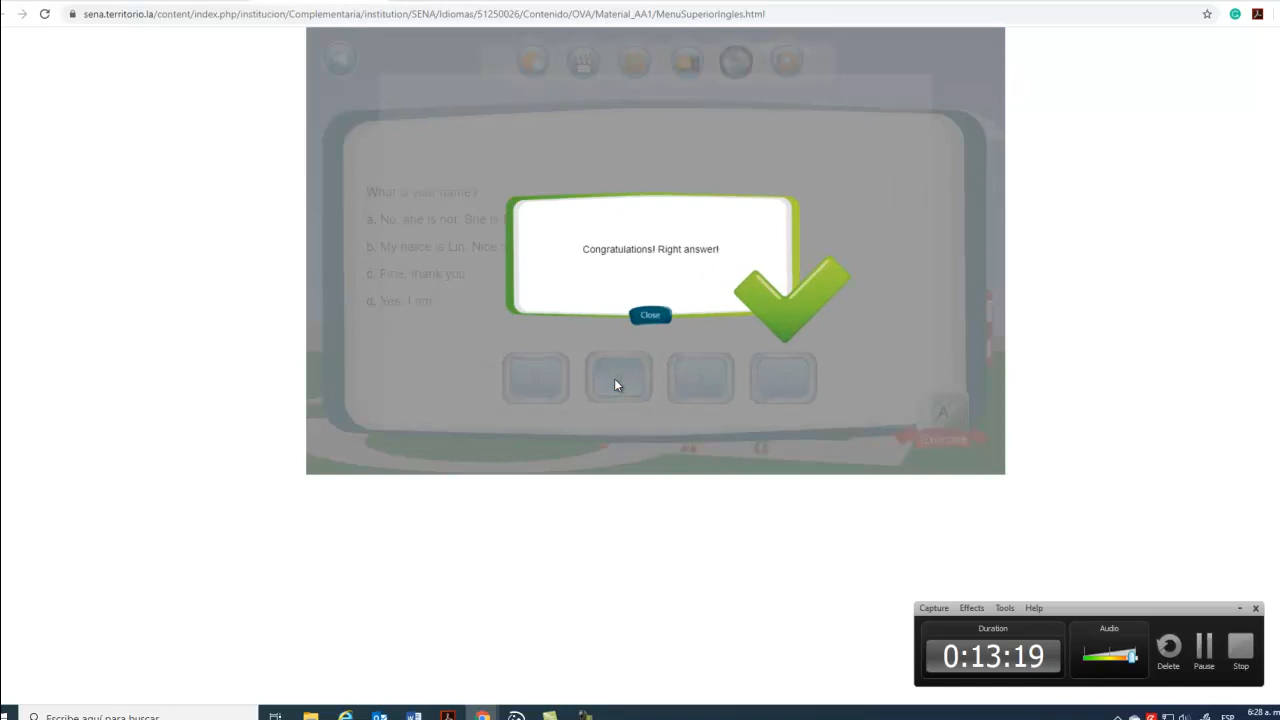 sena.territorio.la/content/index.php/institucion/Complementaria/institution/SENA/Idiomas/51250026/Contenido/OVA/Material_AA1/MenuSuperiorIngles.html
What is your name?
a. No, she is not. She is
b. My name is Lin. Nice
c. Fine, thank you
d. Yes, I am
Congratulations! Right answer!
Close
A
Capture Effects Tools Help
Duration
Audio
0:13:19
Delete Pause Stop
Escribe aquí para buscar
ESP
6:28 a. m.